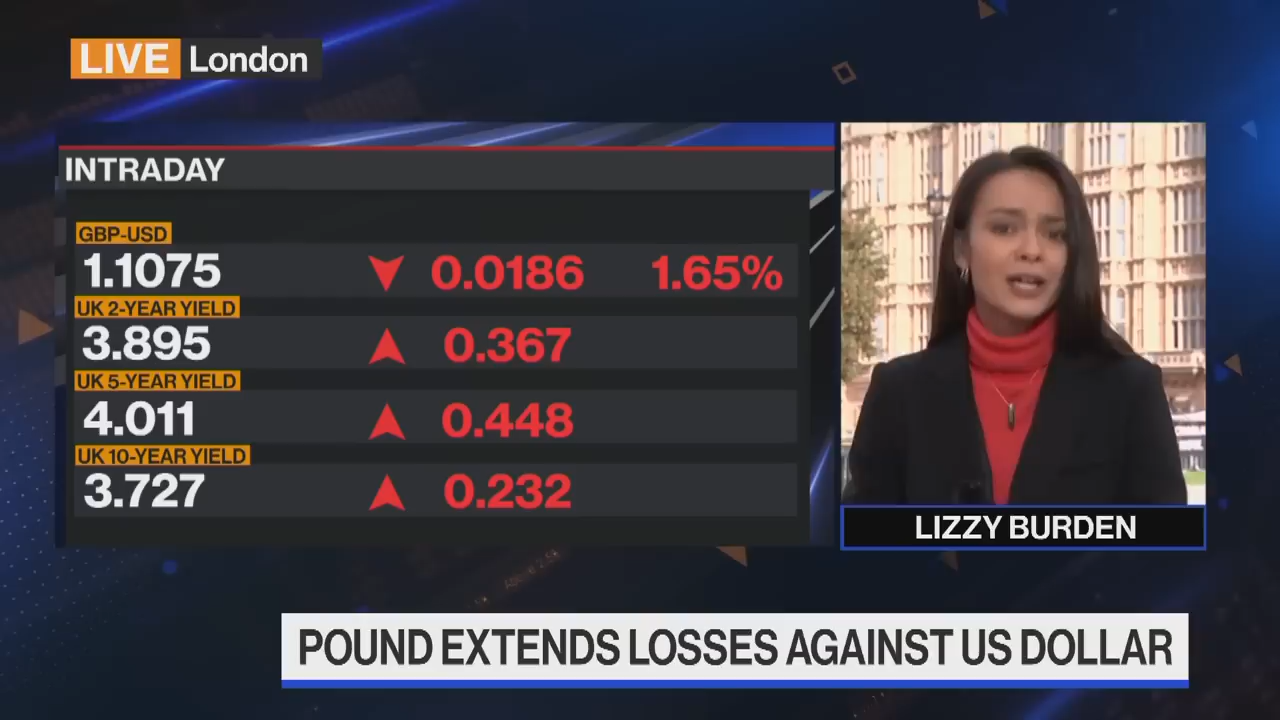 LIVE London
INTRADAY
GBP-USD
1.1075 ▼ 0.0186 1.65%
UK 2-YEAR YIELD
3.895 ▲ 0.367
UK 5-YEAR YIELD
4.011 ▲ 0.448
UK 10-YEAR YIELD
3.727 ▲ 0.232
LIZZY BURDEN
POUND EXTENDS LOSSES AGAINST US DOLLAR